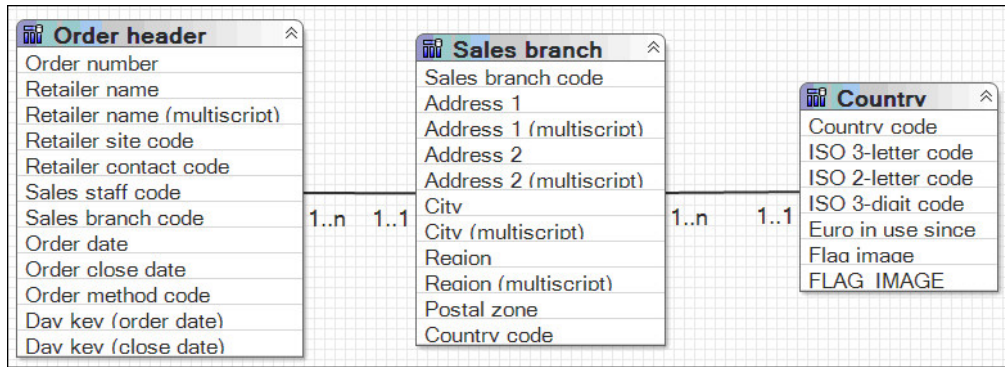 Order header
Order number
Retailer name
Retailer name (multiscript)
Retailer site code
Retailer contact code
Sales staff code
Sales branch code
Order date
Order close date
Order method code
Day key (order date)
Day key (close date)
1..n 1..1
Sales branch
Sales branch code
Address 1
Address 1 (multiscript)
Address 2
Address 2 (multiscript)
City
City (multiscript)
Region
Region (multiscript)
Postal zone
Country code
1..n 1..1
Country
Country code
ISO 3-letter code
ISO 2-letter code
ISO 3-digit code
Euro in use since
Flag image
FLAG_IMAGE